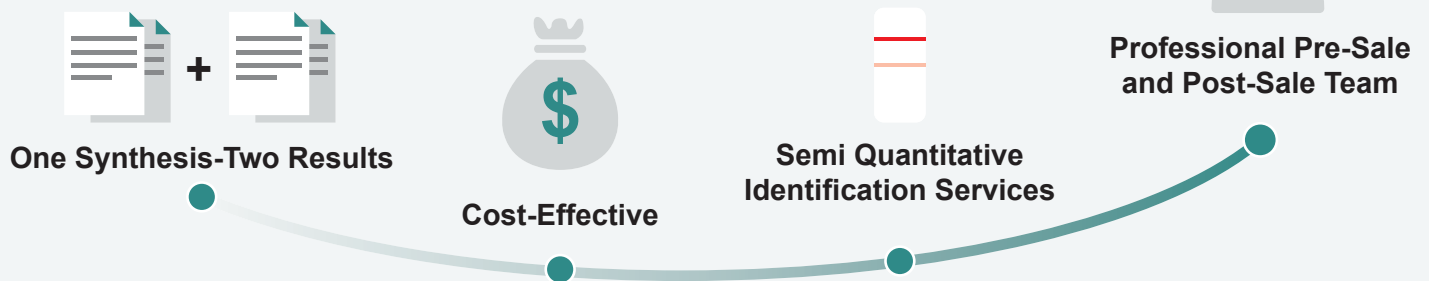 +
One Synthesis-Two Results
$
Cost-Effective
Semi Quantitative
Identification Services
Professional Pre-Sale
and Post-Sale Team